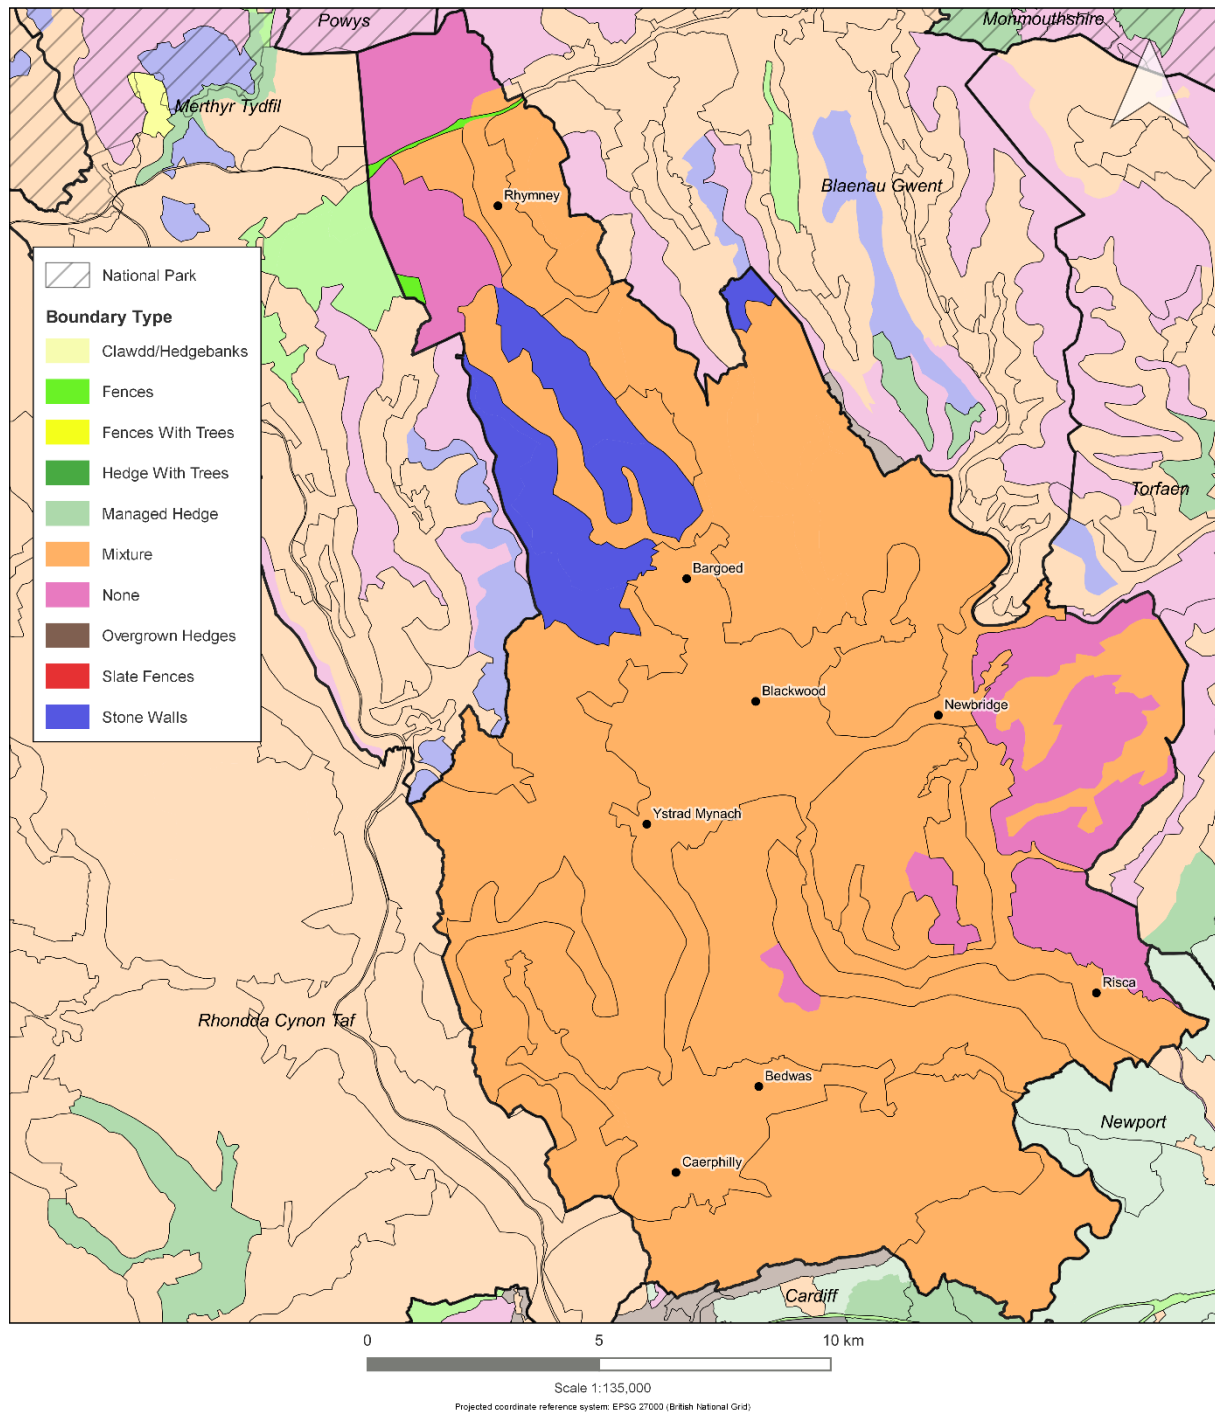 Powys
Monmouthshire
Merthyr Tydfil
Blaenau Gwent
Rhymney
National Park
Boundary Type
Clawdd/Hedgebanks
Fences
Fences With Trees
Hedge With Trees
Managed Hedge
Mixture
None
Overgrown Hedges
Slate Fences
Stone Walls
Torfaen
Bargoed
Blackwood
Newbridge
Ystrad Mynach
Risca
Rhondda Cynon Taf
Bedwas
Newport
Caerphilly
Cardiff
0 5 10 km
Scale 1:135,000
Projected coordinate reference system: EPSG 27000 (British National Grid)